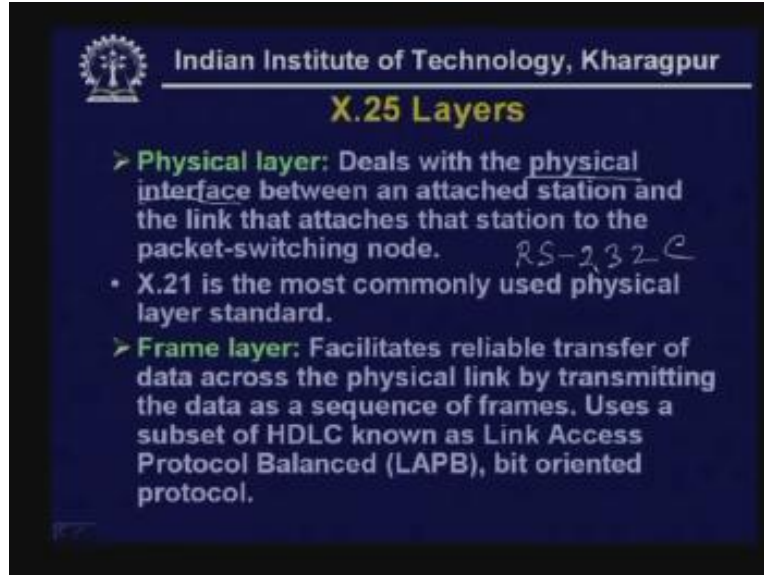 Indian Institute of Technology, Kharagpur
X.25 Layers
➢ Physical layer: Deals with the physical
interface between an attached station and
the link that attaches that station to the
packet-switching node. RS-232C
• X.21 is the most commonly used physical
layer standard.
➢ Frame layer: Facilitates reliable transfer of
data across the physical link by transmitting
the data as a sequence of frames. Uses a
subset of HDLC known as Link Access
Protocol Balanced (LAPB), bit oriented
protocol.